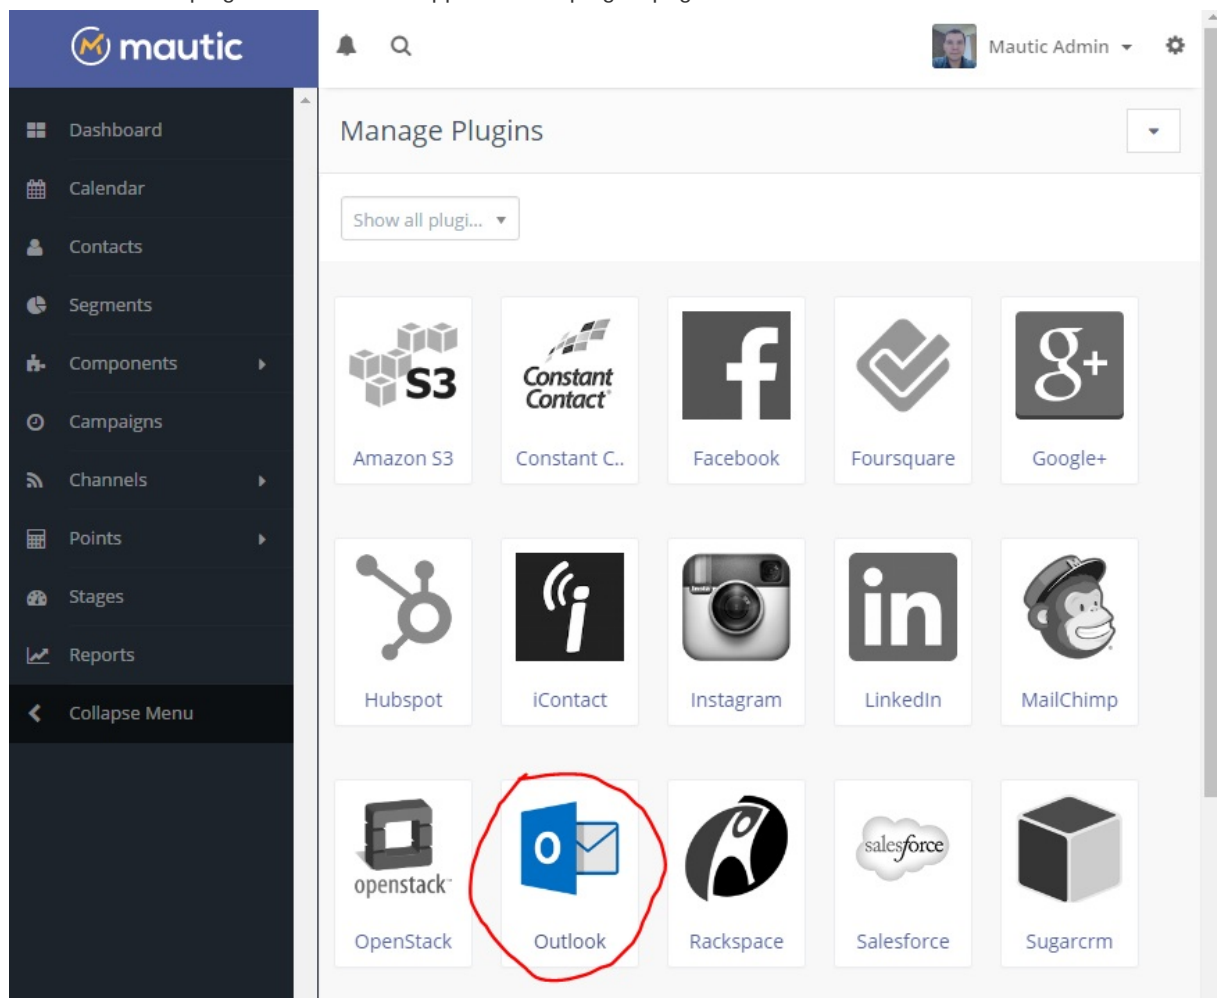 mautic
Mautic Admin
Dashboard
Calendar
Contacts
Segments
Components
Campaigns
Channels
Points
Stages
Reports
Collapse Menu
Manage Plugins
Show all plugi...
S3
Constant
Contact
f
g+
Amazon S3
Constant C..
Facebook
Foursquare
Google+
i
Insta
in
M
Hubspot
iContact
Instagram
LinkedIn
MailChimp
openstack
O
salesforce
OpenStack
Outlook
Rackspace
Salesforce
Sugarcrm